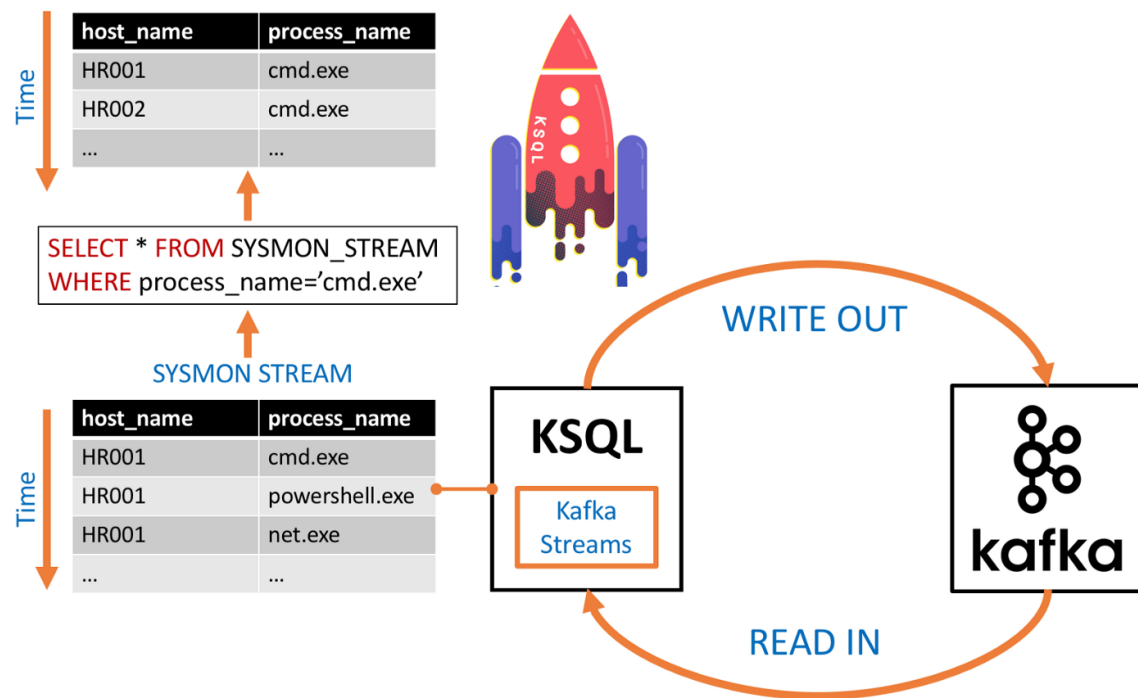 host_name process_name
HR001 cmd.exe
HR002 cmd.exe
... ...
Time
SELECT * FROM SYSMON_STREAM
WHERE process_name=’cmd.exe’
SYSMON STREAM
host_name process_name
HR001 cmd.exe
HR001 powershell.exe
HR001 net.exe
... ...
Time
KSQL
WRITE OUT
KSQL
Kafka
Streams
kafka
READ IN